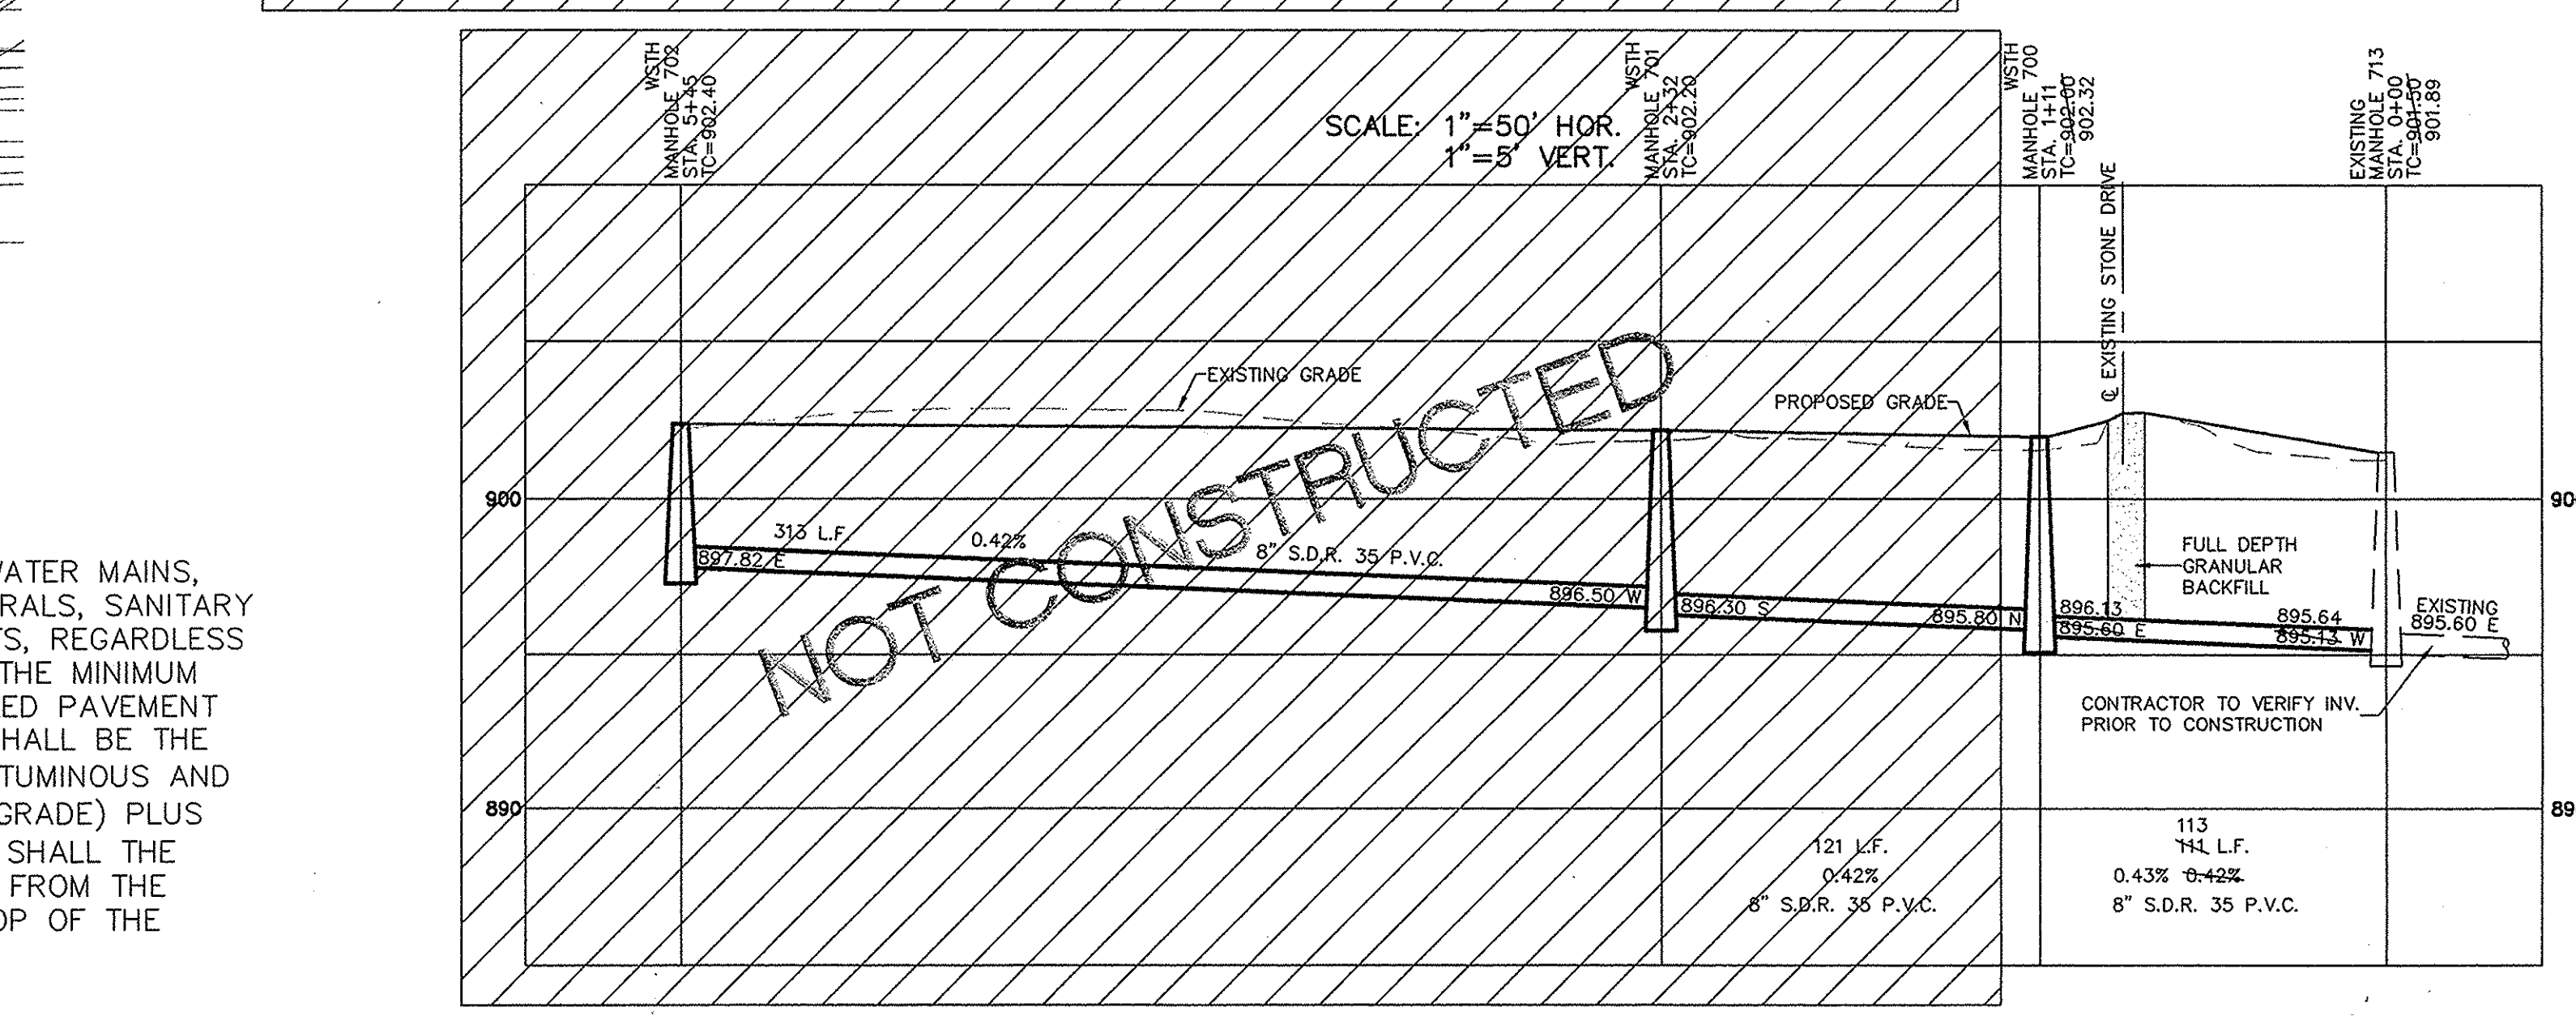 WATER MAINS,
RALS, SANITARY
TS, REGARDLESS
THE MINIMUM
ED PAVEMENT
HALL BE THE
TUMINOUS AND
GRADE) PLUS
SHALL THE
FROM THE
OP OF THE
WSTH
MANHOLE 702
STA. 5+45
TC=902.40
SCALE: 1"=50' HOR.
1"=5' VERT.
WSTH
MANHOLE 701
STA. 2+32
TC=902.20
WSTH
MANHOLE 700
STA. 1+11
TC=902.00
902.32
℄ EXISTING STONE DRIVE
EXISTING
MANHOLE 713
STA. 0+00
TC=901.50
901.89
EXISTING GRADE
PROPOSED GRADE
NOT CONSTRUCTED
900
90
313 L.F.
0.42%
8" S.D.R. 35 P.V.C.
897.82 E
896.50 W
896.30 S
895.80 N
896.13
895.60 E
895.64
895.13 W
EXISTING
895.60 E
FULL DEPTH
GRANULAR
BACKFILL
CONTRACTOR TO VERIFY INV.
PRIOR TO CONSTRUCTION
890
89
121 L.F.
0.42%
8" S.D.R. 35 P.V.C.
113
111 L.F.
0.43% 0.42%
8" S.D.R. 35 P.V.C.